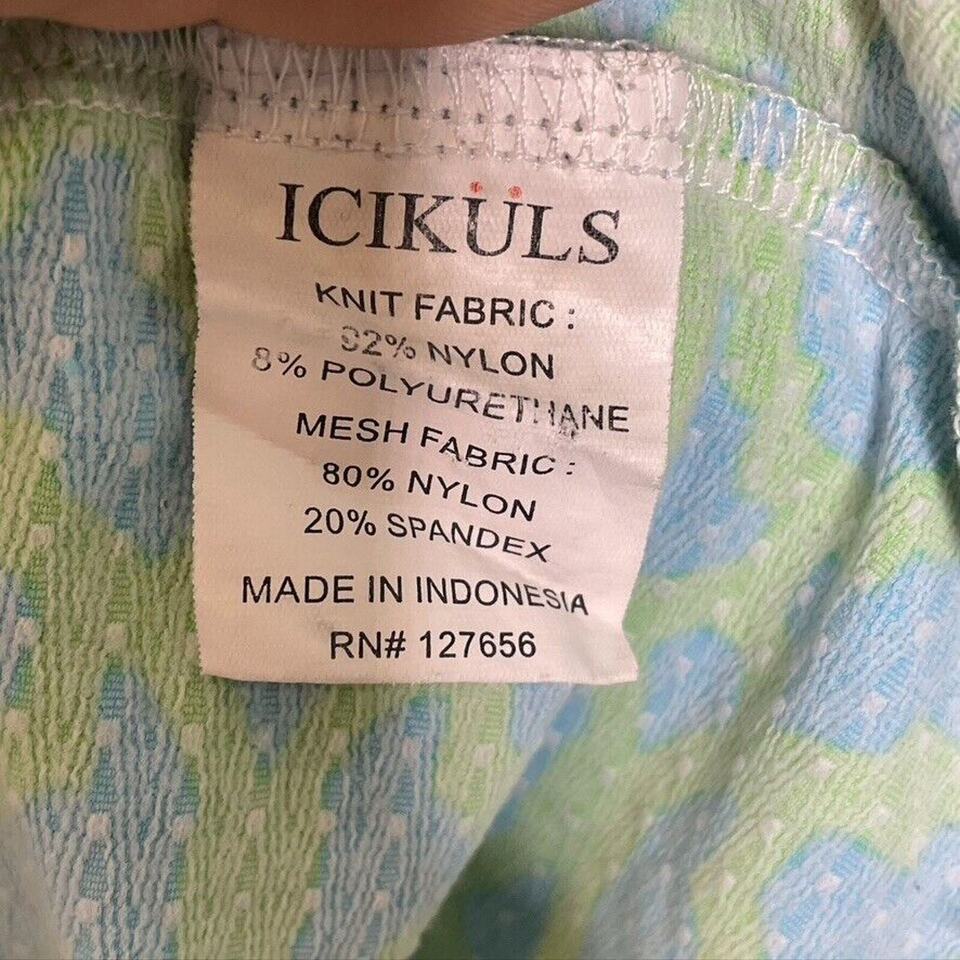 ICIKÜLS
KNIT FABRIC :
92% NYLON
8% POLYURETHANE
MESH FABRIC :
80% NYLON
20% SPANDEX
MADE IN INDONESIA
RN# 127656